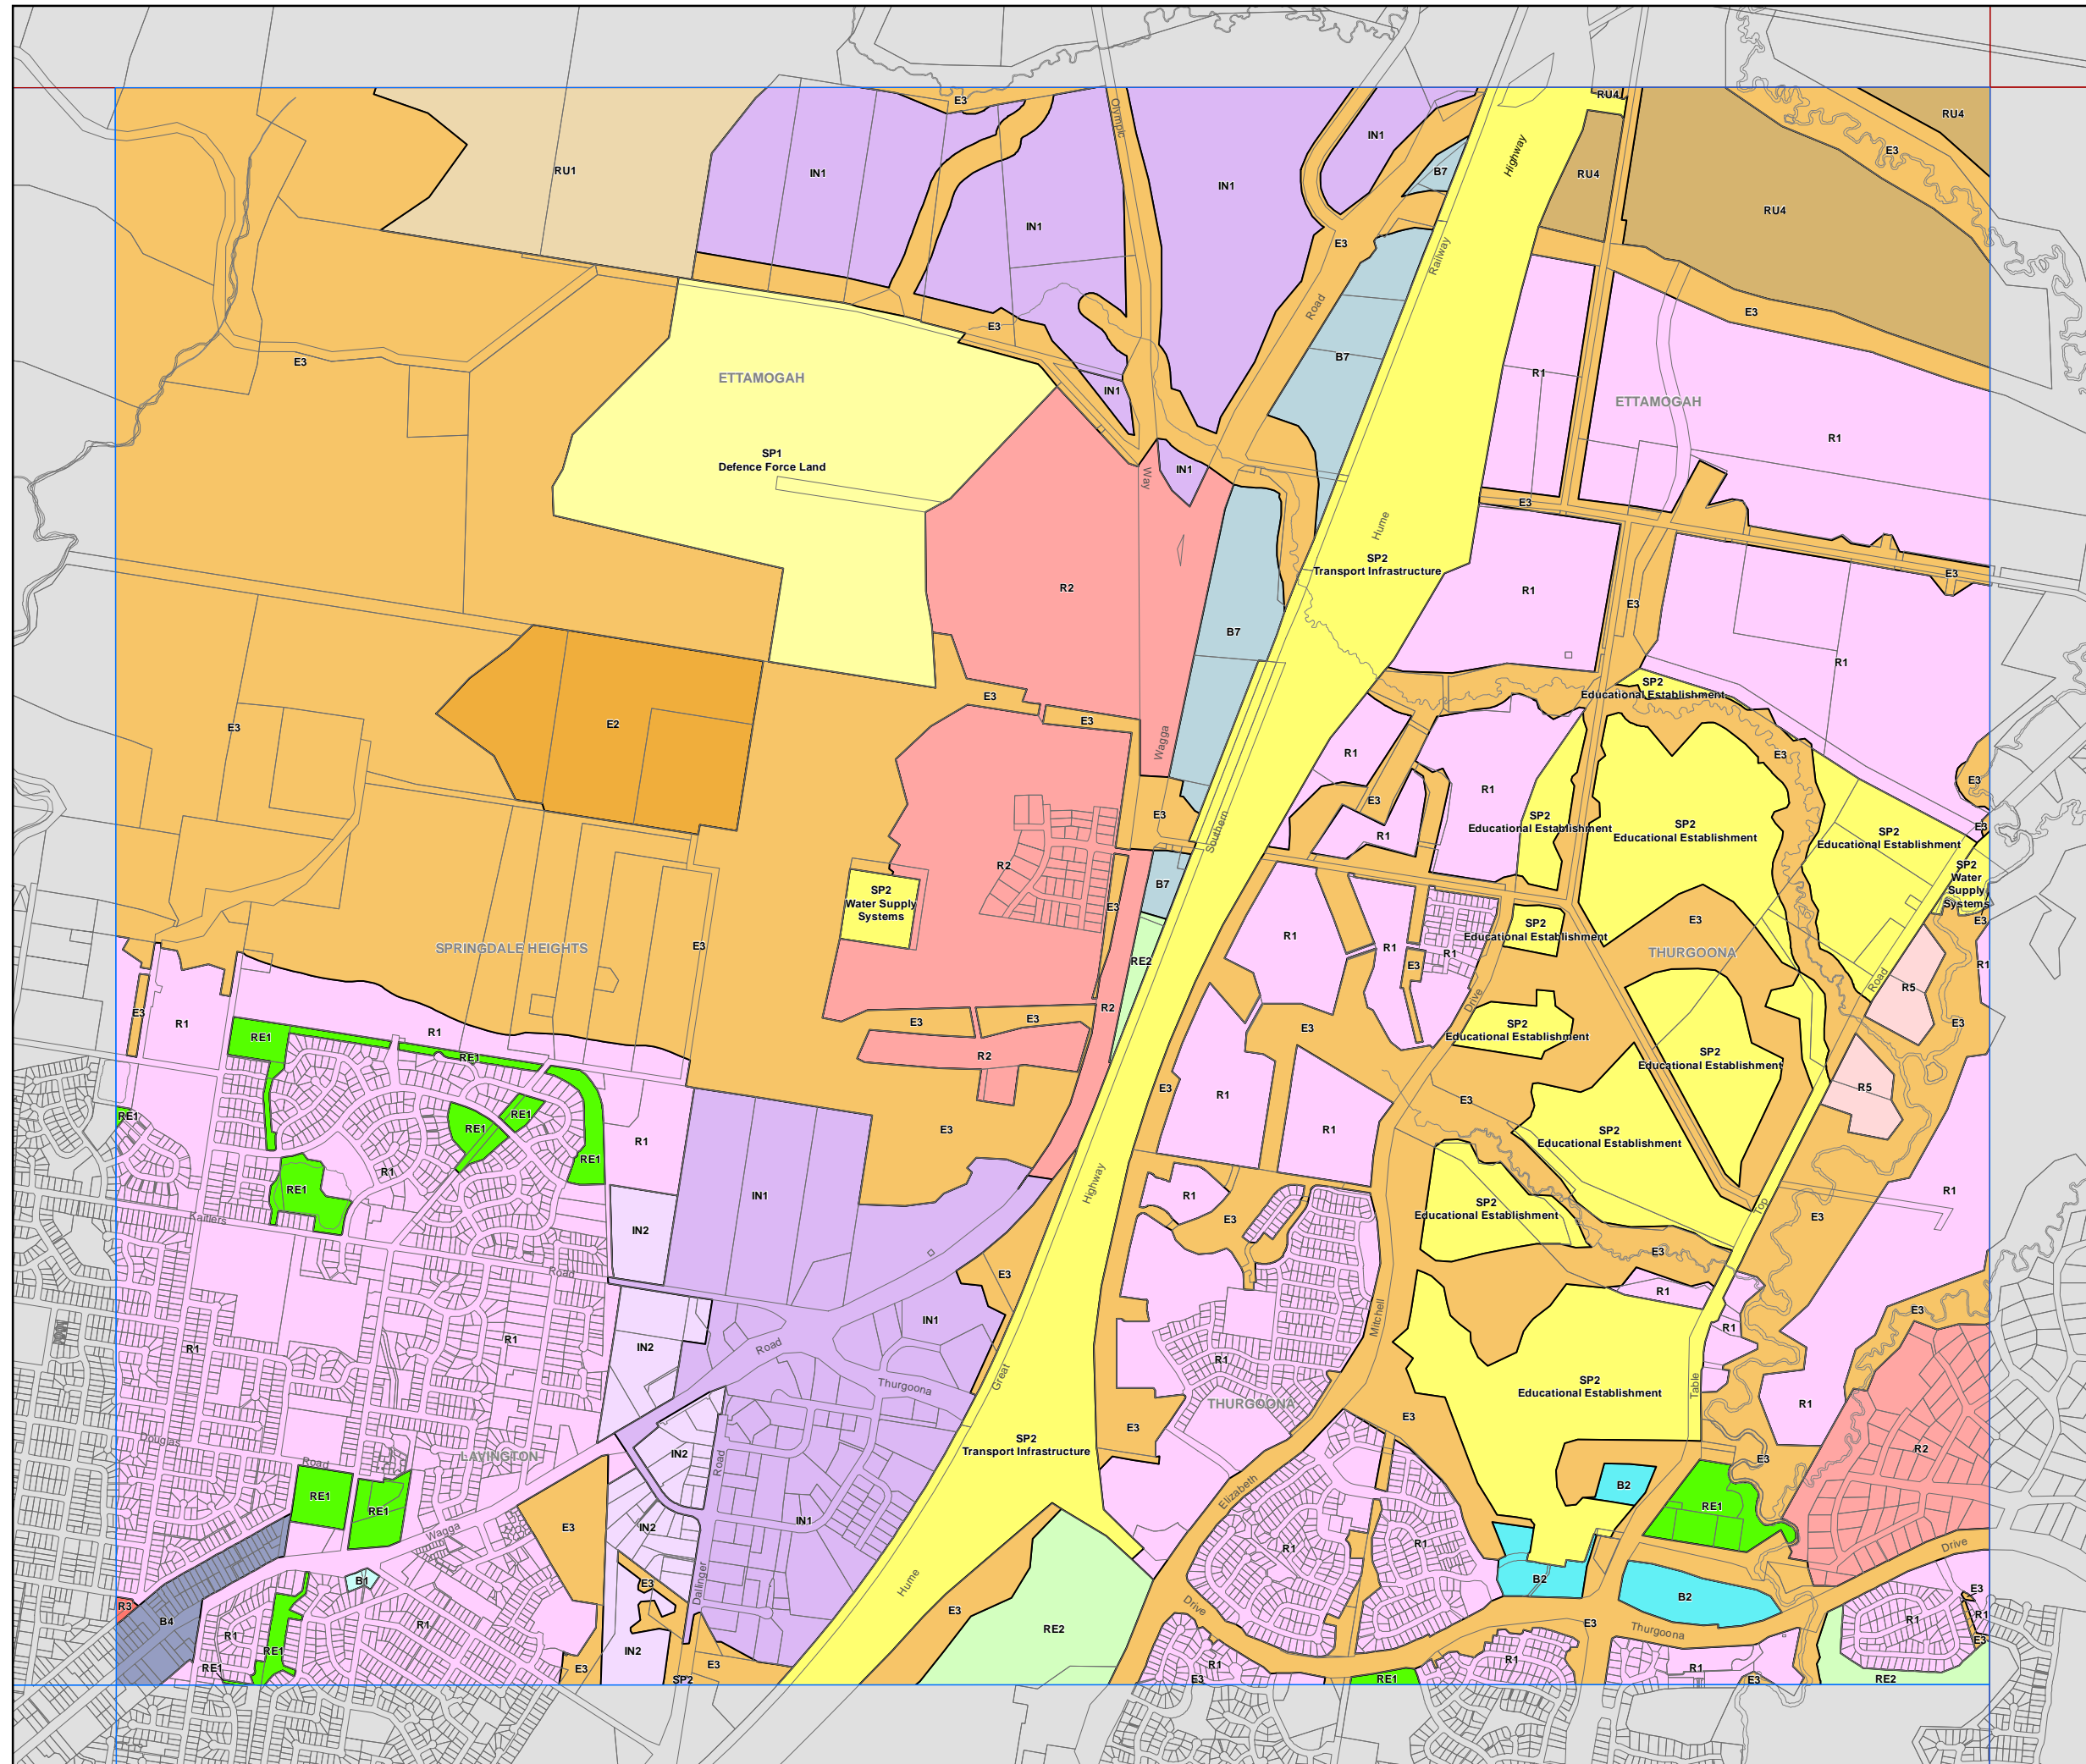 E3
RU4
RU4
Olympic
IN1
E3
Highway
RU1
IN1
B7
RU4
IN1
RU4
IN1
E3
Railway
Road
E3
E3
B7
E3
ETTAMOGAH
R1
IN1
ETTAMOGAH
R1
SP1
Defence Force Land
IN1
Way
E3
Hume
SP2
Transport Infrastructure
E3
R2
R1
E3
B7
R1
SP2
Educational Establishment
E3
E3
E2
E3
Wagga
R1
E3
E3
R1
E3
E3
SP2
Educational Establishment
SP2
Educational Establishment
SP2
Educational Establishment
E3
Southern
R1
R2
B7
SP2
Water Supply
Systems
SP2
Water
Supply
Systems
E3
E3
E3
SPRINGDALE HEIGHTS
E3
R1
R1
R1
SP2
Educational Establishment
THURGOONA
RE2
E3
R1
Road
R5
E3
R1
RE1
R1
E3
E3
R2
Drive
E3
SP2
Educational Establishment
E3
RE1
R2
SP2
Educational Establishment
E3
R5
R1
E3
RE1
RE1
RE1
R1
E3
R1
SP2
Educational Establishment
RE1
R1
RE1
IN1
Highway
R1
R1
Top
Kaitlers
IN2
E3
SP2
Educational Establishment
E3
E3
Road
E3
R1
E3
IN1
R1
R1
IN2
R1
Road
Mitchell
R1
Great
Thurgoona
SP2
Educational Establishment
Table
THURGOONA
R1
E3
E3
Douglas
LAVINGTON
SP2
Transport Infrastructure
R2
IN2
Road
E3
Road
B2
RE1
RE1
Elizabeth
RE1
IN1
E3
IN2
Wagga
R1
R1
Drive
B1
E3
Hume
B2
B2
E3
R3
Dallinger
E3
Drive
R1
R1
B4
R1
RE2
E3
Thurgoona
R1
RE1
IN2
E3
RE1
E3
E3
R1
R1
R1
SP2
E3
RE1
E3
RE2